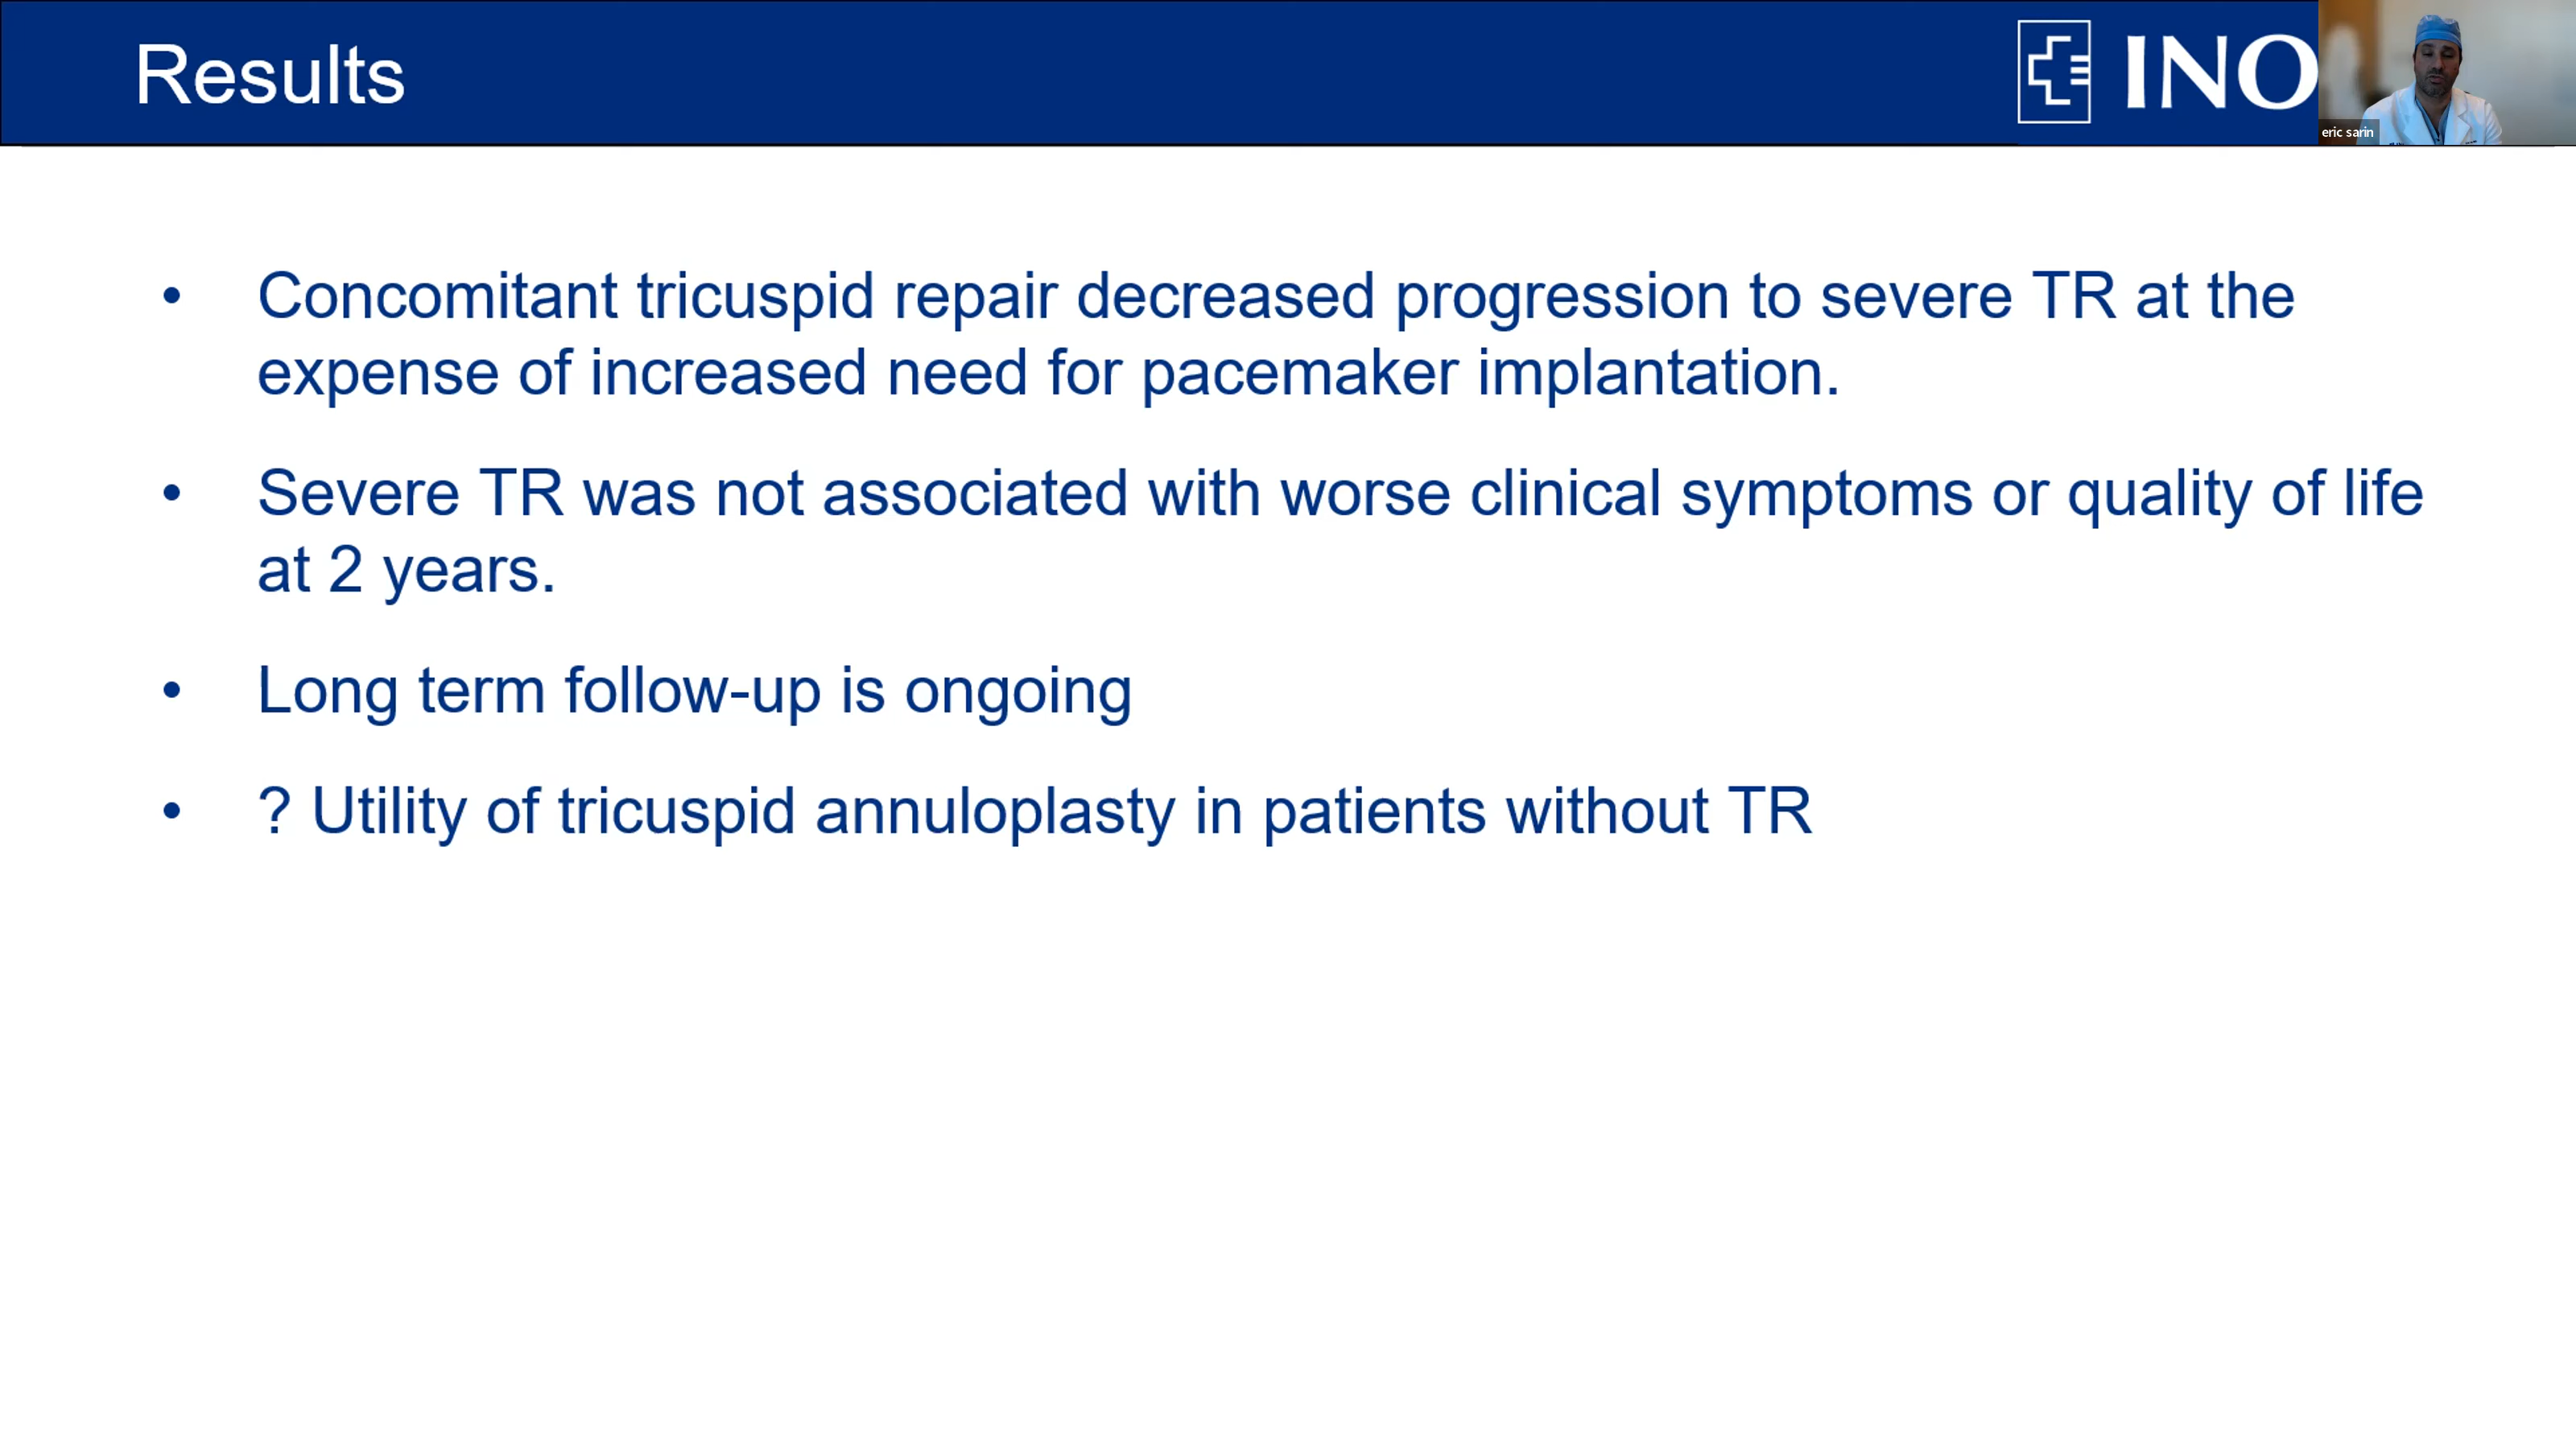 Results
INO
eric sarin
• Concomitant tricuspid repair decreased progression to severe TR at the
expense of increased need for pacemaker implantation.
• Severe TR was not associated with worse clinical symptoms or quality of life
at 2 years.
• Long term follow-up is ongoing
• ? Utility of tricuspid annuloplasty in patients without TR